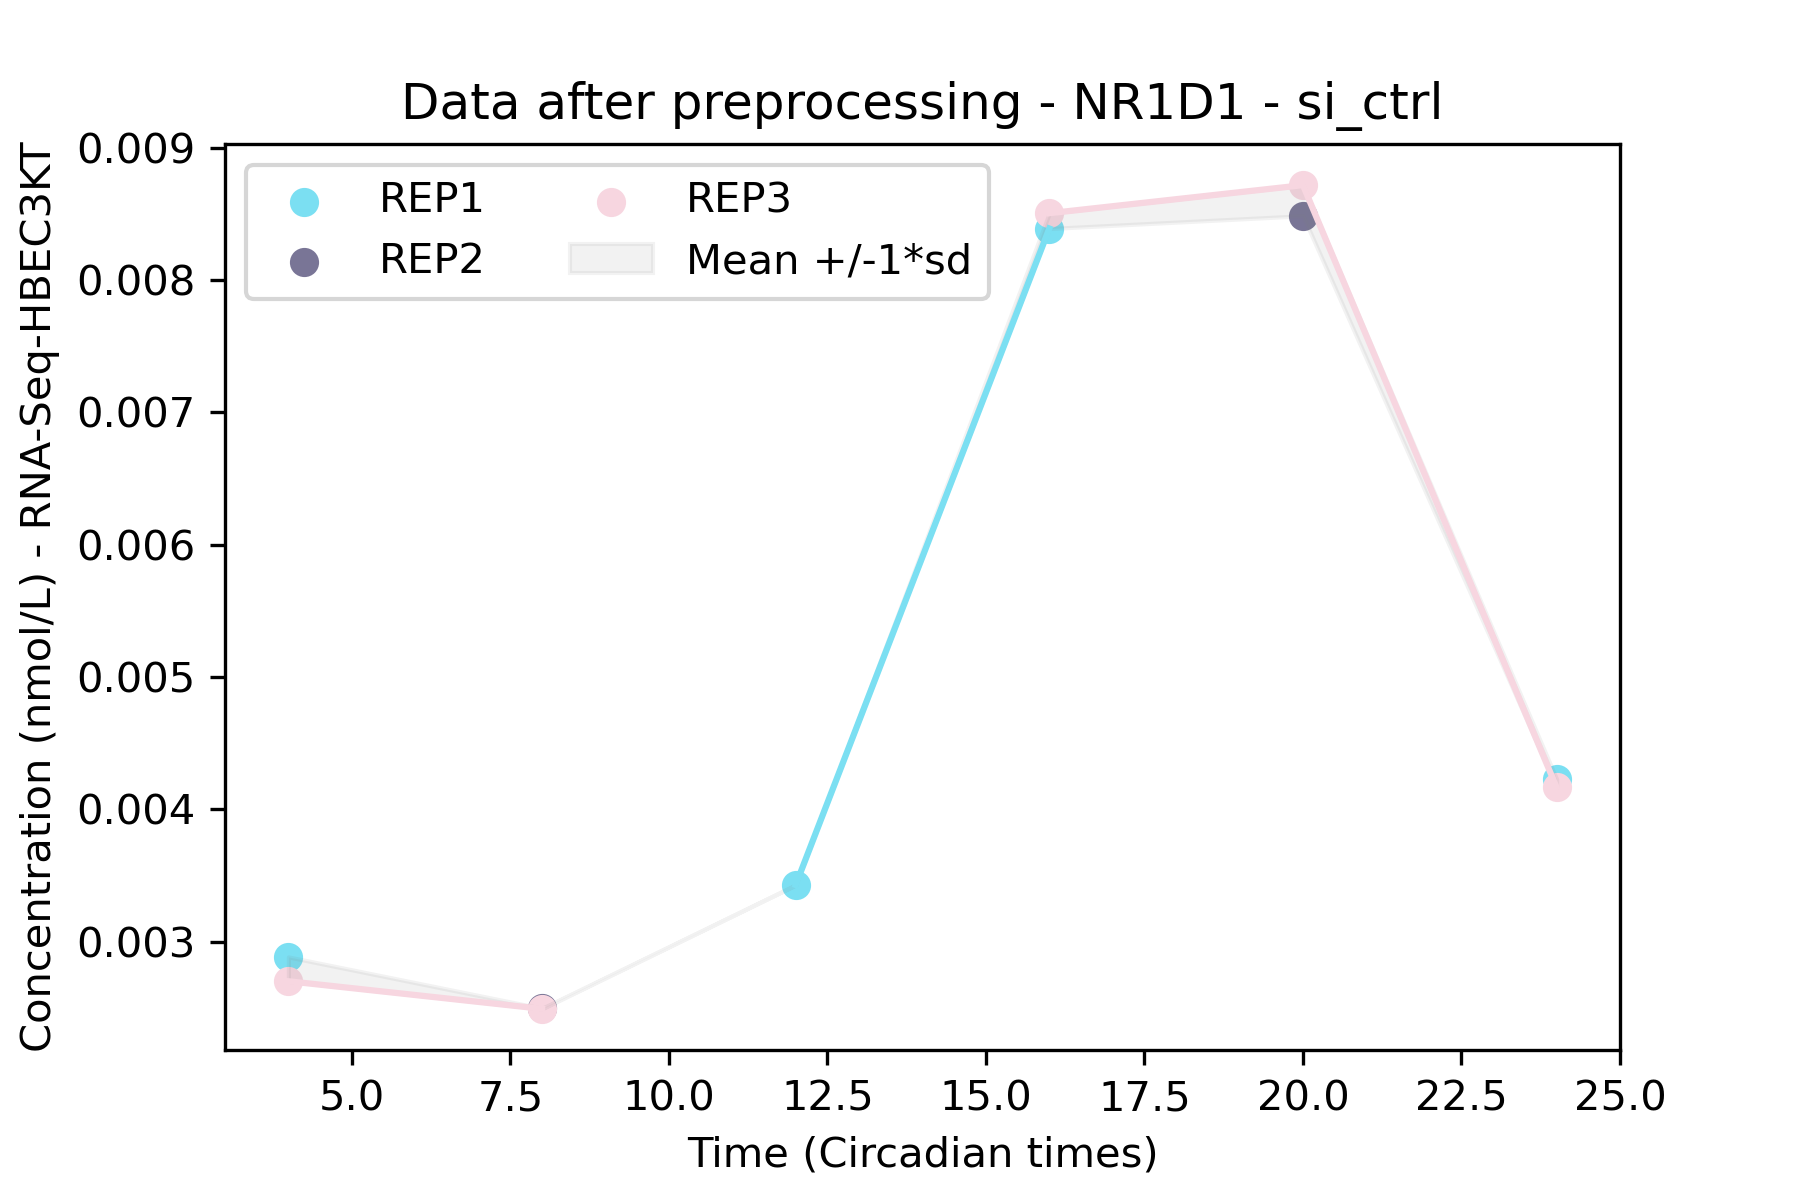 Data after preprocessing - NR1D1 - si_ctrl
Concentration (nmol/L) - RNA-Seq-HBEC3KT
0.009
0.008
0.007
0.006
0.005
0.004
0.003
REP1
REP2
REP3
Mean +/-1*sd
5.0 7.5 10.0 12.5 15.0 17.5 20.0 22.5 25.0
Time (Circadian times)